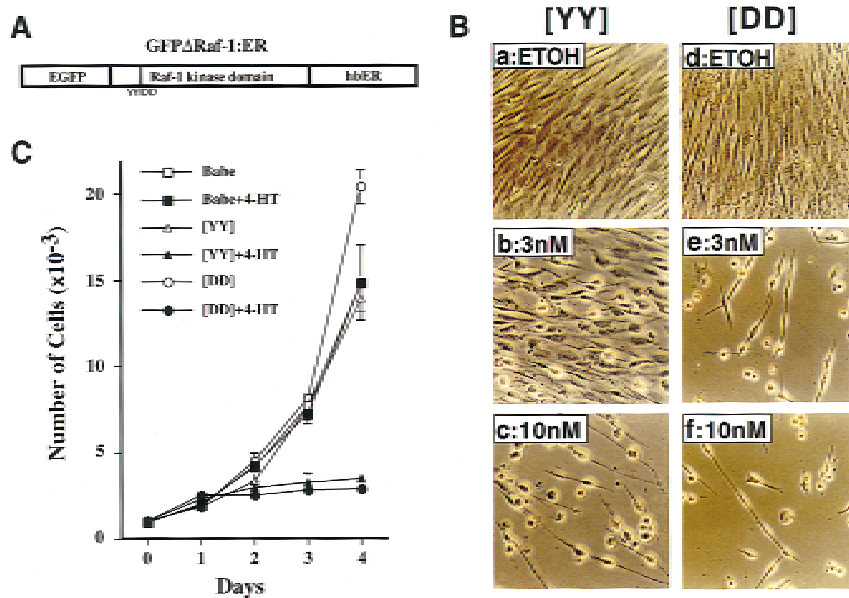 A
GFPΔRaf-1:ER
EGFP
Raf-1 kinase domain
hbER
YY/DD
B
[YY]
[DD]
a:ETOH
d:ETOH
b:3nM
e:3nM
c:10nM
f:10nM
C
Babe
Babe+4-HT
[YY]
[YY]+4-HT
[DD]
[DD]+4-HT
Number of Cells (x10-3)
20
15
10
5
0
0 1 2 3 4
Days